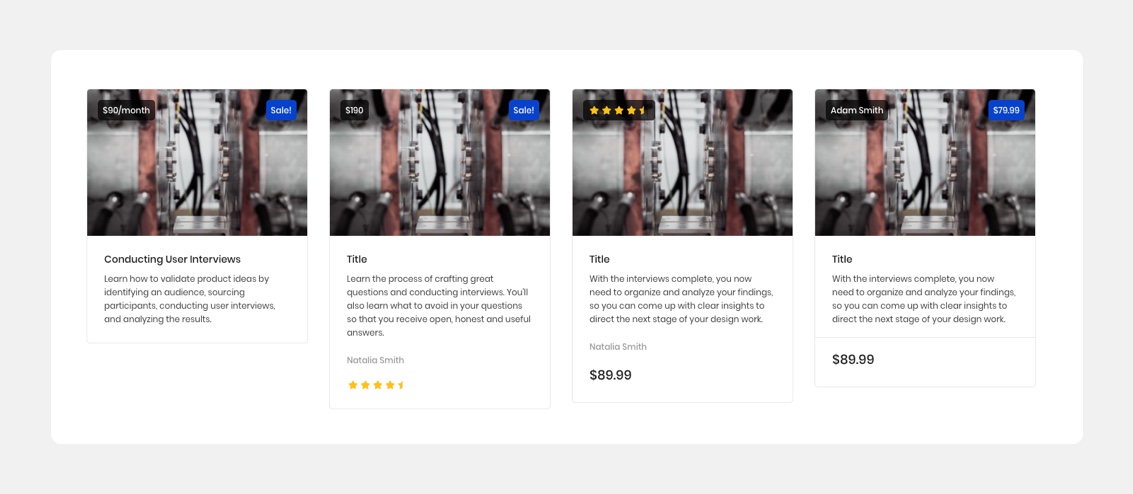 $90/month
Sale!
Conducting User Interviews
Learn how to validate product ideas by
identifying an audience, sourcing
participants, conducting user interviews,
and analyzing the results.
$190
Sale!
Title
Learn the process of crafting great
questions and conducting interviews. You'll
also learn what to avoid in your questions
so that you receive open, honest and useful
answers.
Natalia Smith
Title
With the interviews complete, you now
need to organize and analyze your findings,
so you can come up with clear insights to
direct the next stage of your design work.
Natalia Smith
$89.99
Adam Smith
$79.99
Title
With the interviews complete, you now
need to organize and analyze your findings,
so you can come up with clear insights to
direct the next stage of your design work.
$89.99